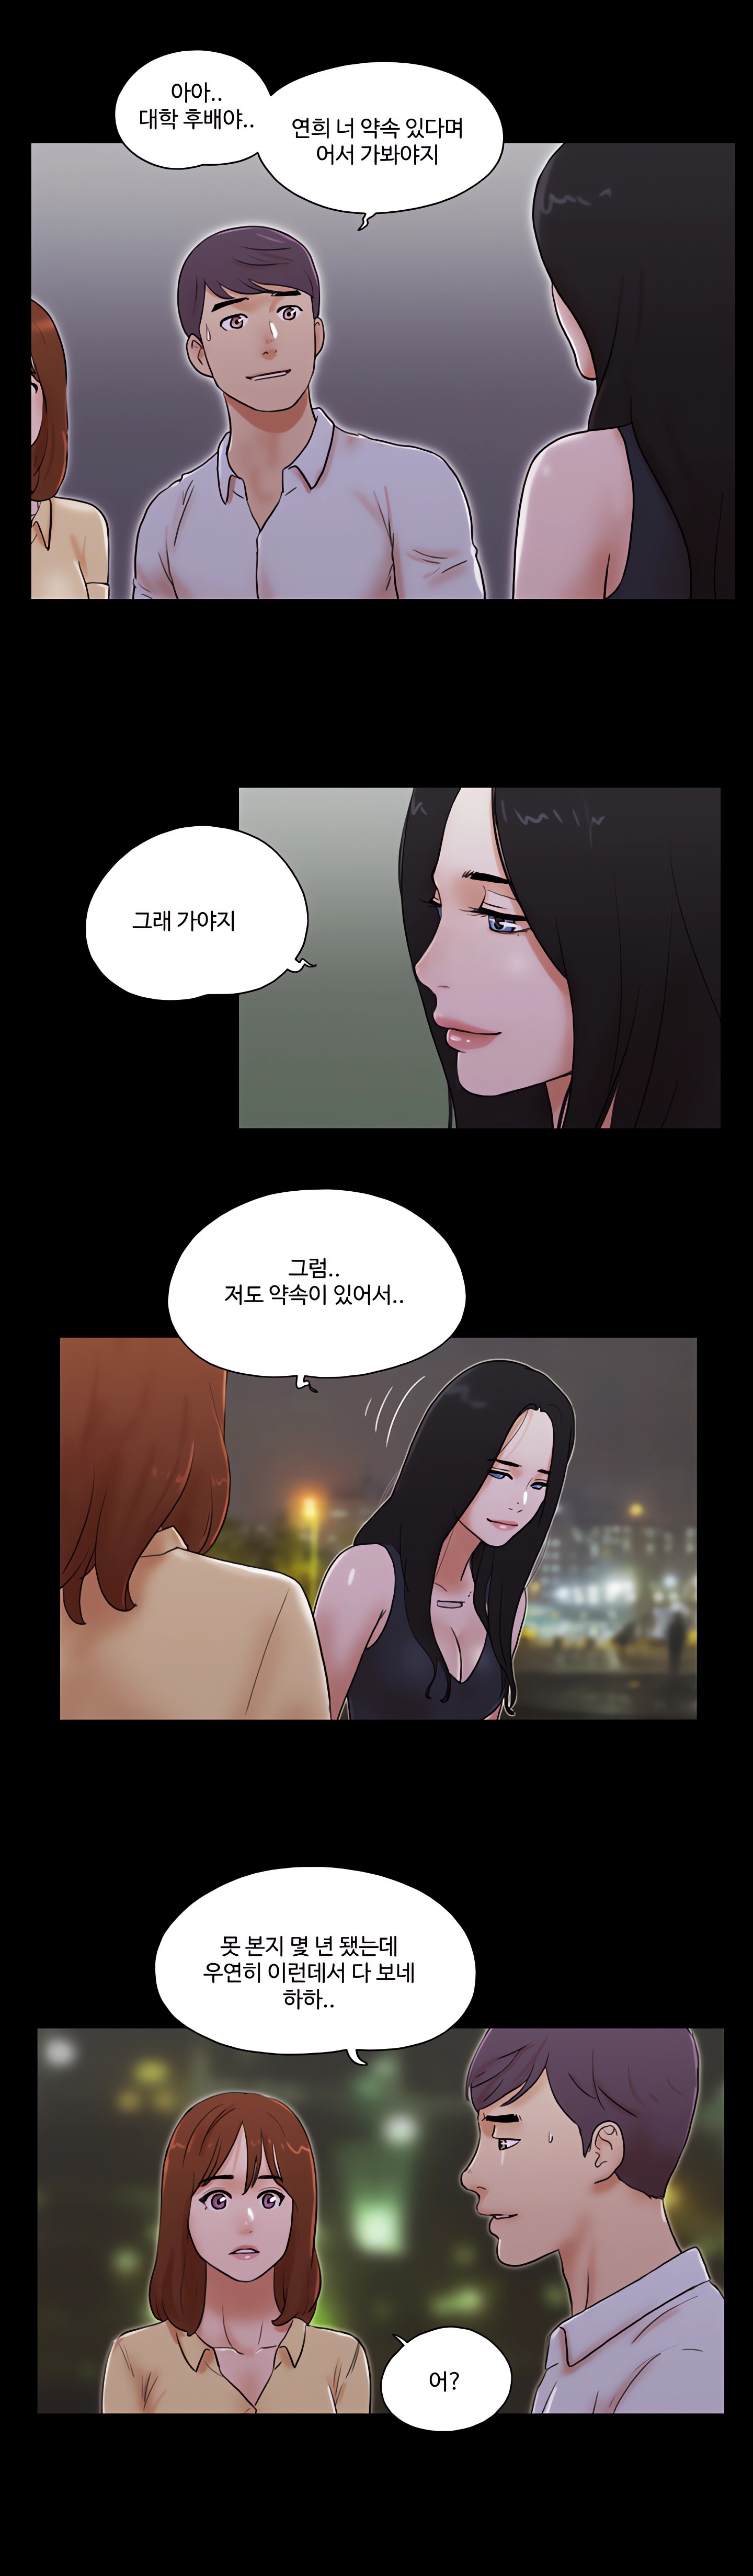 아아..
대학 후배야..
연희 너 약속 있다며
어서 가봐야지
그래 가야지
그럼..
저도 약속이 있어서..
못 본지 몇 년 됐는데
우연히 이런데서 다 보네
하하..
어?